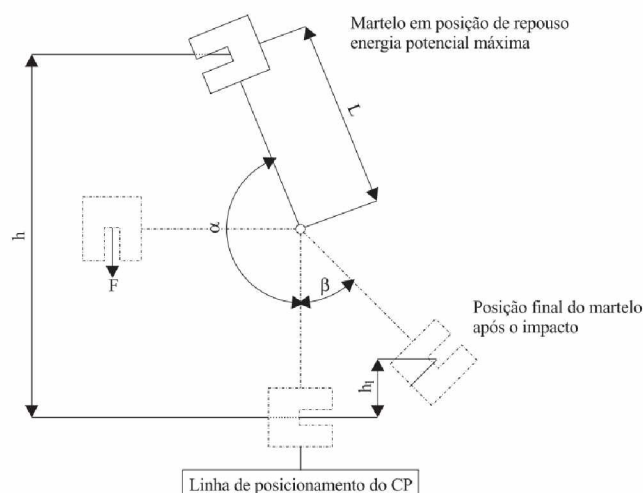 Martelo em posição de repouso
energia potencial máxima
L
h
α
F
β
Posição final do martelo
após o impacto
h₁
Linha de posicionamento do CP